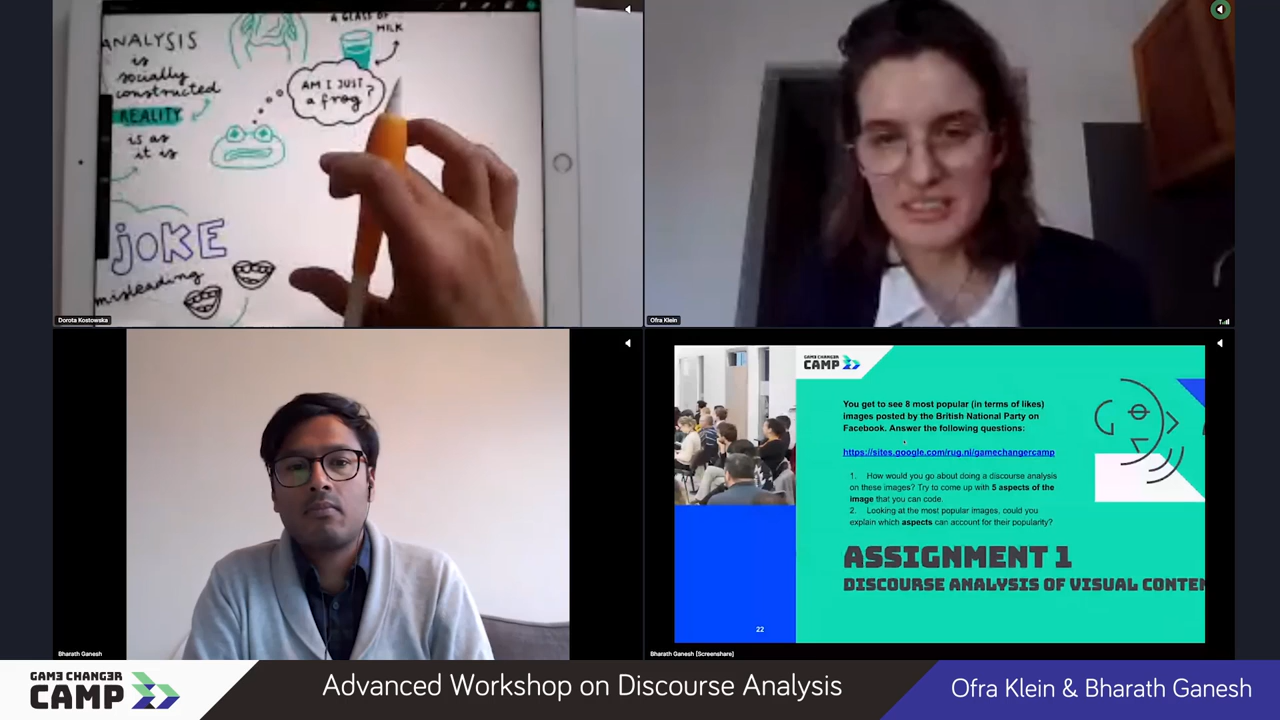 ANALYSIS
is
socially
constructed
REALITY
is as
it is
A GLASS OF
MILK
AM I JUST
a frog?
JOKE
misleading
Dorota Kostowska
Ofra Klein
Bharath Ganesh
GAME CHANGER
CAMP
You get to see 8 most popular (in terms of likes)
images posted by the British National Party on
Facebook. Answer the following questions:
https://sites.google.com/rug.nl/gamechangercamp
1. How would you go about doing a discourse analysis
on these images? Try to come up with 5 aspects of the
image that you can code.
2. Looking at the most popular images, could you
explain which aspects can account for their popularity?
ASSIGNMENT 1
DISCOURSE ANALYSIS OF VISUAL CONTEN
22
Bharath Ganesh [Screenshare]
GAME CHANGER
CAMP
Advanced Workshop on Discourse Analysis
Ofra Klein & Bharath Ganesh